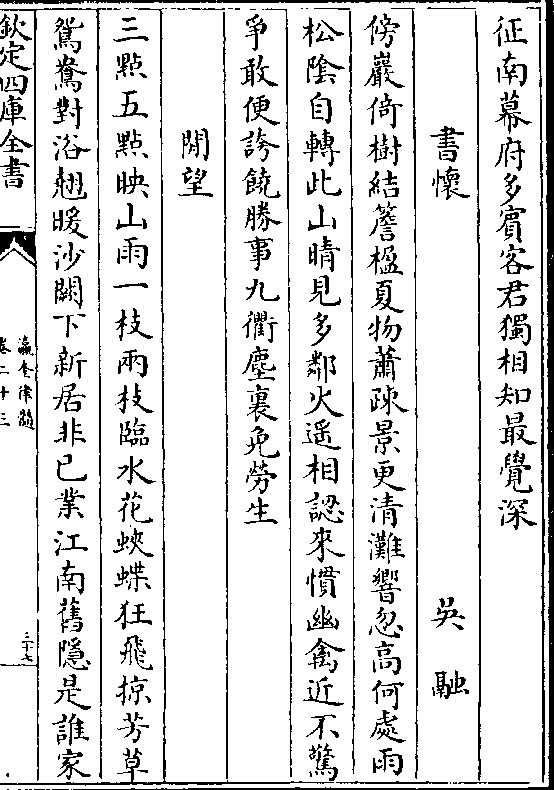 征南幕府多賓客君獨相知最覺深
書懷 吳融
傍巖倚樹結簷楹夏物蕭疎景更清灘響忽高何處雨
松陰自轉此山晴見多鄰火遥相認來慣幽禽近不驚
爭敢便誇饒勝事九衢塵裏免勞生
閒望
三點五點映山雨一枝兩枝臨水花蛺蝶狂飛掠芳草
鴛鴦對浴翹暖沙闕下新居非已業江南舊隱是誰家
欽定四庫全書
瀛奎律髓
卷二十三
三十七